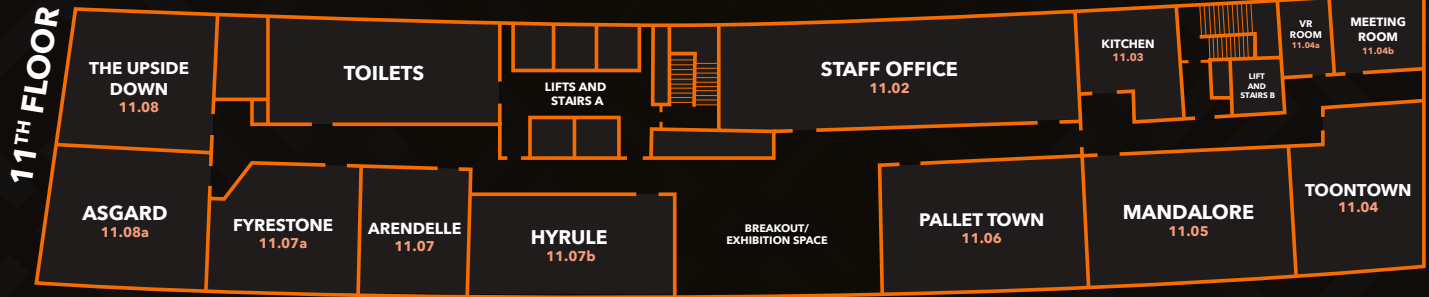 11TH FLOOR
THE UPSIDE
DOWN
11.08
TOILETS
LIFTS AND
STAIRS A
STAFF OFFICE
11.02
KITCHEN
11.03
LIFT
AND
STAIRS B
VR
ROOM
11.04a
MEETING
ROOM
11.04b
ASGARD
11.08a
FYRESTONE
11.07a
ARENDELLE
11.07
HYRULE
11.07b
BREAKOUT/
EXHIBITION SPACE
PALLET TOWN
11.06
MANDALORE
11.05
TOONTOWN
11.04